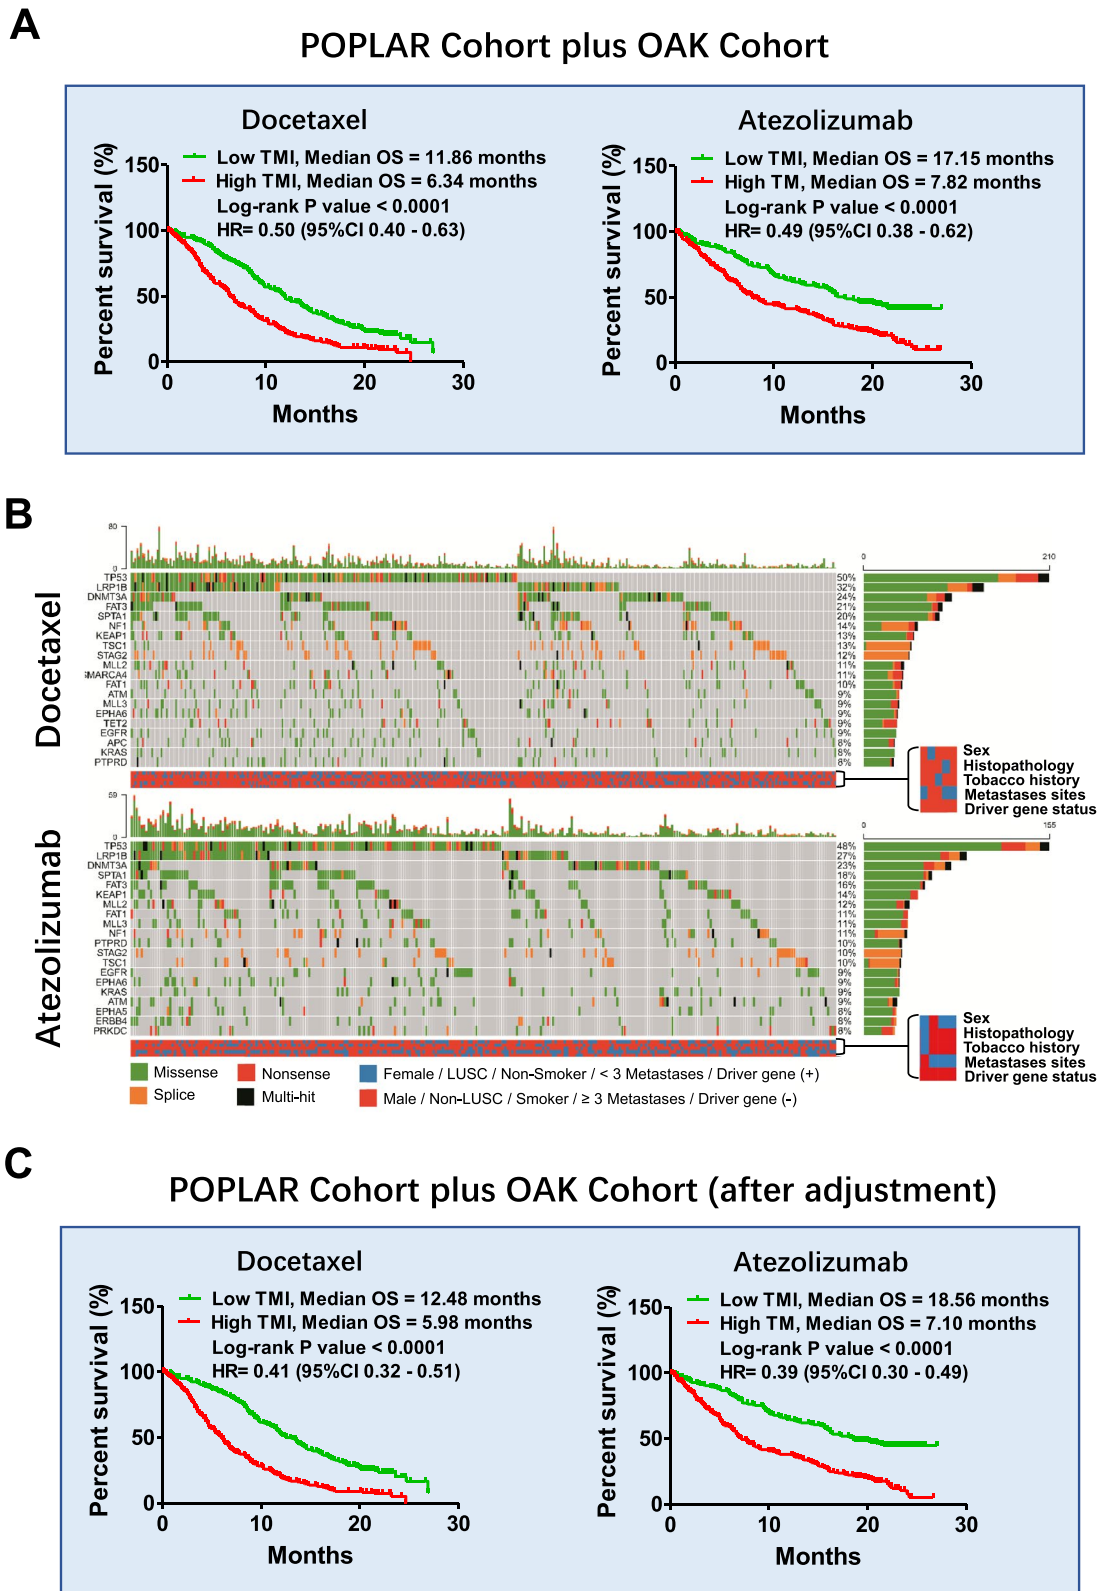 A
POPLAR Cohort plus OAK Cohort
Docetaxel
Low TMI, Median OS = 11.86 months
High TMI, Median OS = 6.34 months
Log-rank P value < 0.0001
HR= 0.50 (95%CI 0.40 - 0.63)
Percent survival (%)
150
100
50
0
0 10 20 30
Months
Atezolizumab
Low TMI, Median OS = 17.15 months
High TM, Median OS = 7.82 months
Log-rank P value < 0.0001
HR= 0.49 (95%CI 0.38 - 0.62)
Percent survival (%)
150
100
50
0
0 10 20 30
Months
B
Docetaxel
80
0
0 210
TP53 50%
LRP1B 32%
DNMT3A 24%
FAT3 21%
SPTA1 20%
NF1 14%
KEAP1 13%
TSC1 13%
STAG2 12%
MLL2 11%
MARCA4 11%
FAT1 10%
ATM 9%
MLL3 9%
EPHA6 9%
TET2 9%
EGFR 9%
APC 8%
KRAS 8%
PTPRD 8%
Sex
Histopathology
Tobacco history
Metastases sites
Driver gene status
Atezolizumab
59
0
0 165
TP53 48%
LRP1B 27%
DNMT3A 23%
SPTA1 18%
FAT3 16%
KEAP1 14%
MLL2 12%
FAT1 11%
MLL3 11%
NF1 11%
PTPRD 10%
STAG2 10%
TSC1 10%
EGFR 9%
EPHA6 9%
KRAS 9%
ATM 9%
EPHA5 8%
ERBB4 8%
PRKDC 8%
Sex
Histopathology
Tobacco history
Metastases sites
Driver gene status
Missense Nonsense Female / LUSC / Non-Smoker / < 3 Metastases / Driver gene (+)
Splice Multi-hit Male / Non-LUSC / Smoker / ≥ 3 Metastases / Driver gene (-)
C
POPLAR Cohort plus OAK Cohort (after adjustment)
Docetaxel
Low TMI, Median OS = 12.48 months
High TMI, Median OS = 5.98 months
Log-rank P value < 0.0001
HR= 0.41 (95%CI 0.32 - 0.51)
Percent survival (%)
150
100
50
0
0 10 20 30
Months
Atezolizumab
Low TMI, Median OS = 18.56 months
High TM, Median OS = 7.10 months
Log-rank P value < 0.0001
HR= 0.39 (95%CI 0.30 - 0.49)
Percent survival (%)
150
100
50
0
0 10 20 30
Months